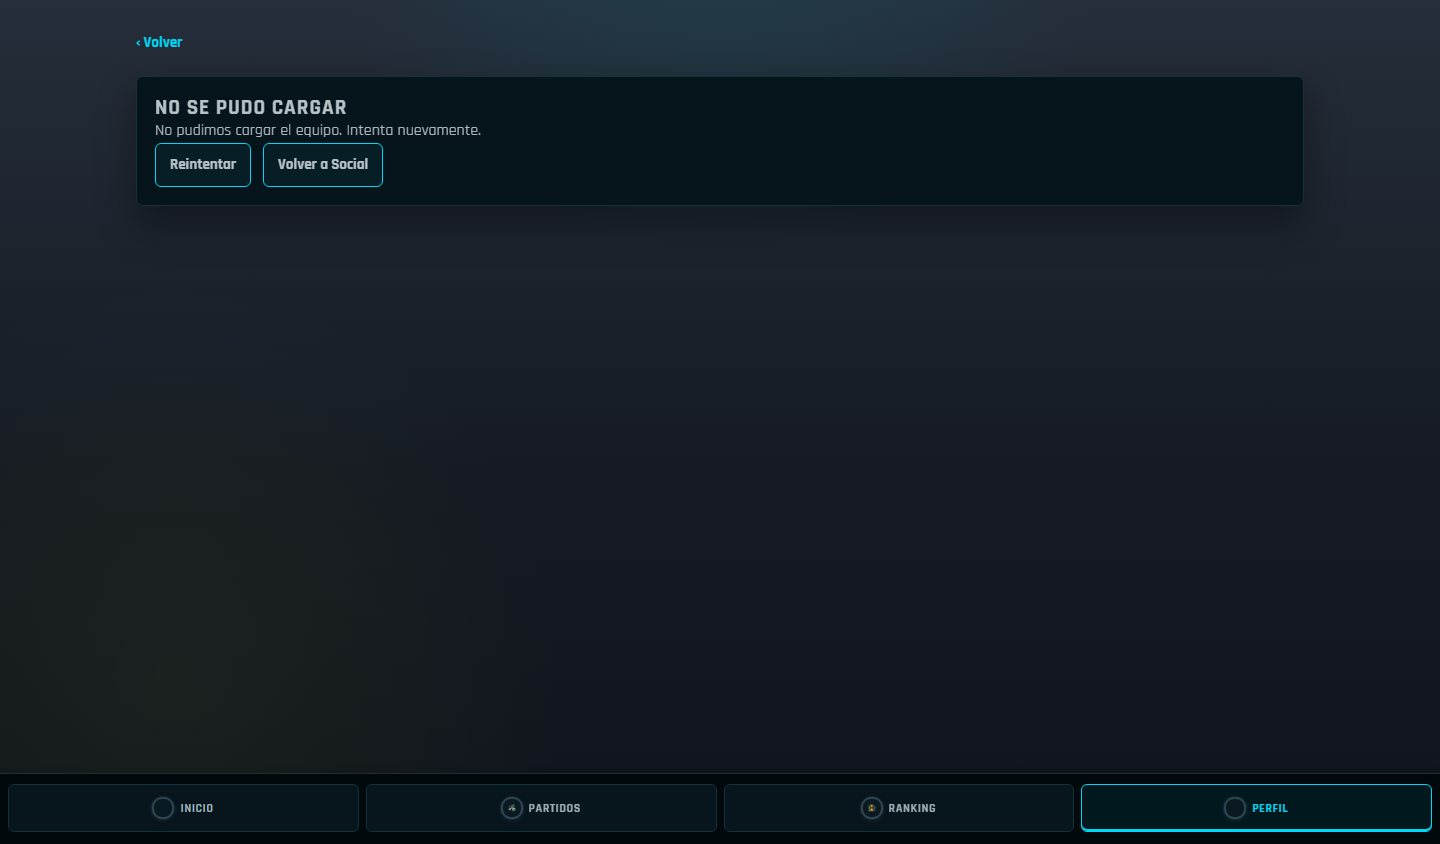 ‹ Volver
NO SE PUDO CARGAR
No pudimos cargar el equipo. Intenta nuevamente.
Reintentar
Volver a Social
INICIO
PARTIDOS
RANKING
PERFIL